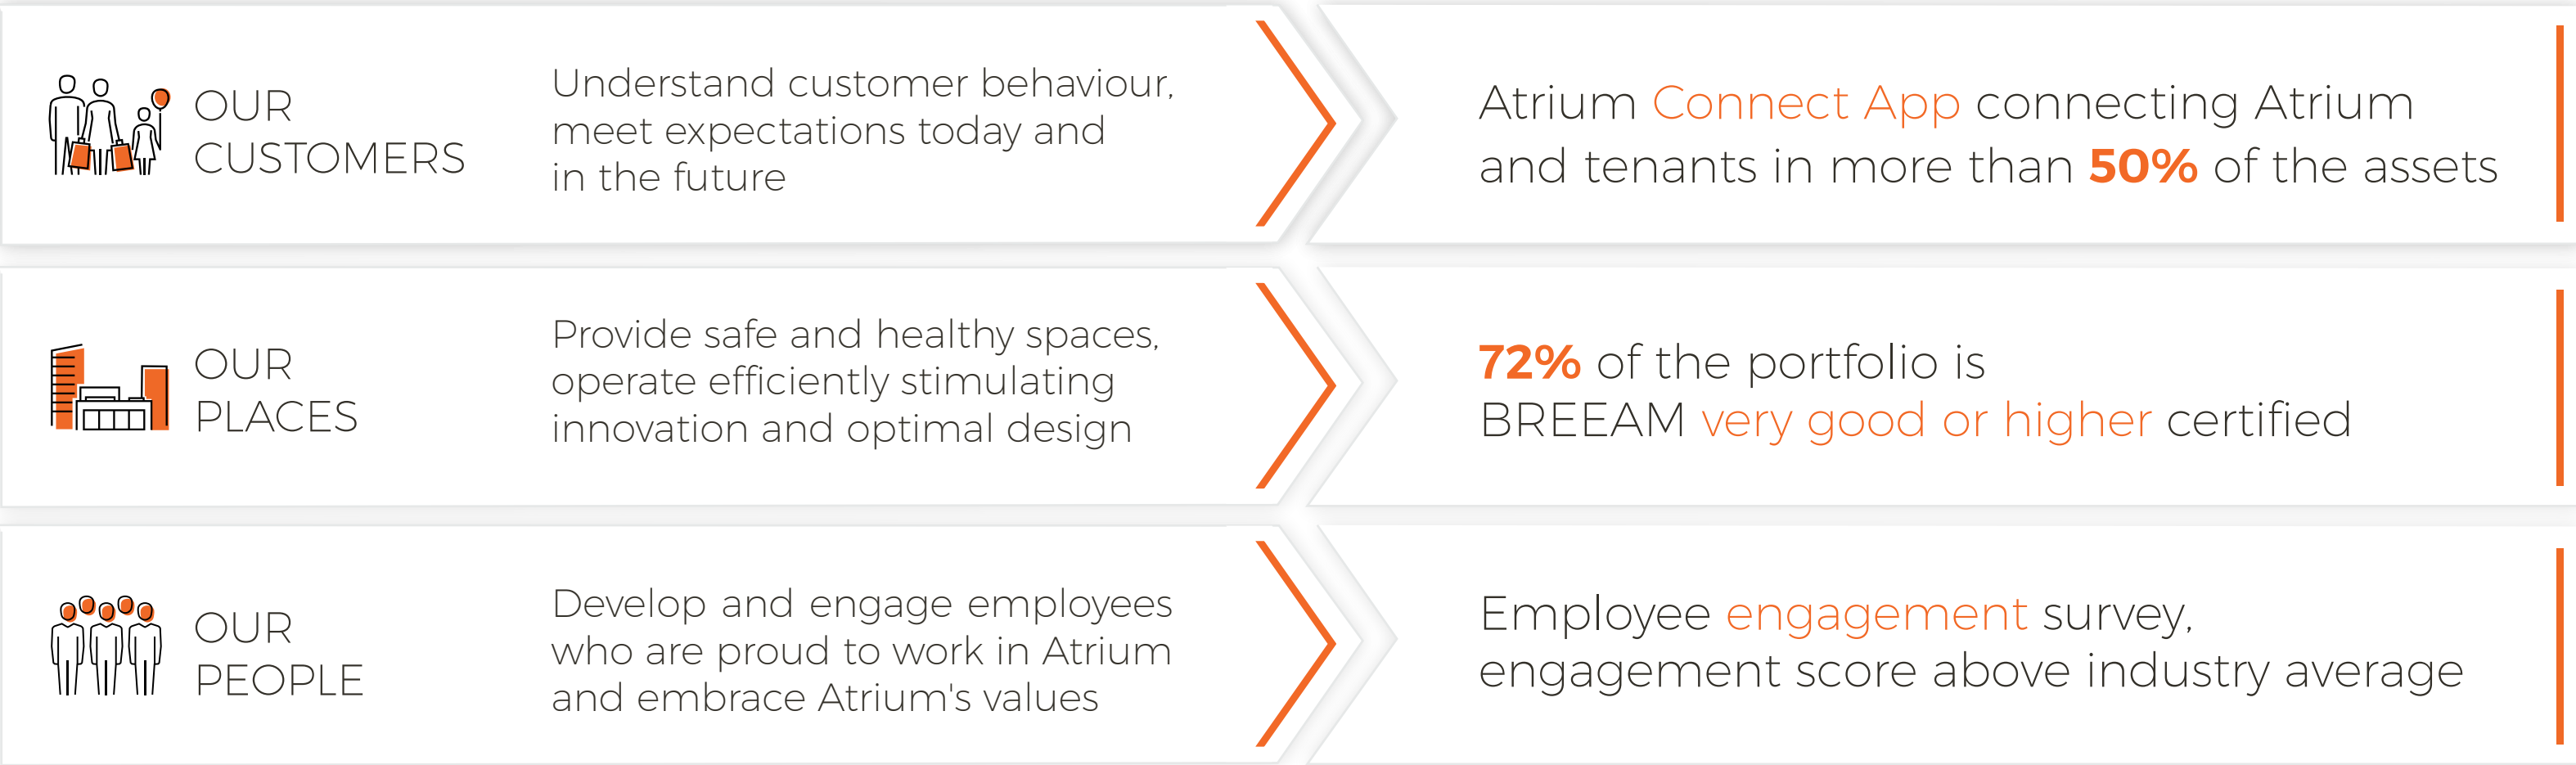 OUR
CUSTOMERS
Understand customer behaviour,
meet expectations today and
in the future
Atrium Connect App connecting Atrium
and tenants in more than 50% of the assets
OUR
PLACES
Provide safe and healthy spaces,
operate efficiently stimulating
innovation and optimal design
72% of the portfolio is
BREEAM very good or higher certified
OUR
PEOPLE
Develop and engage employees
who are proud to work in Atrium
and embrace Atrium's values
Employee engagement survey,
engagement score above industry average